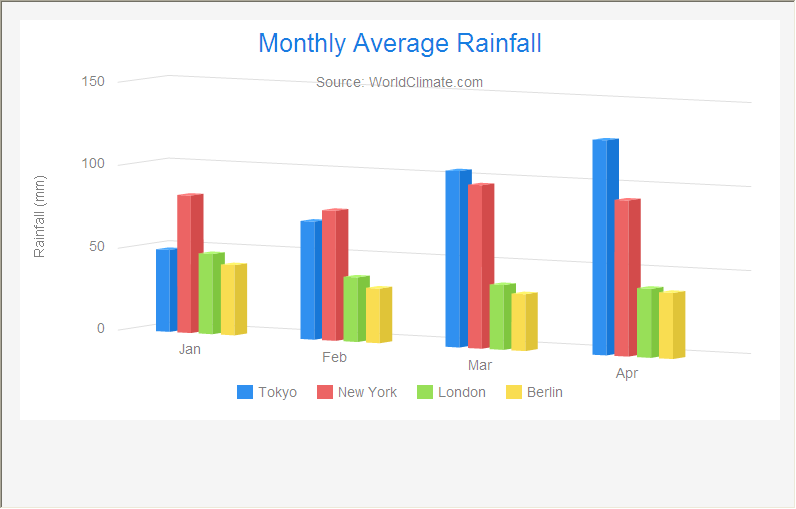 Monthly Average Rainfall
Source: WorldClimate.com
150
100
50
0
Rainfall (mm)
Jan
Feb
Mar
Apr
Tokyo New York London Berlin